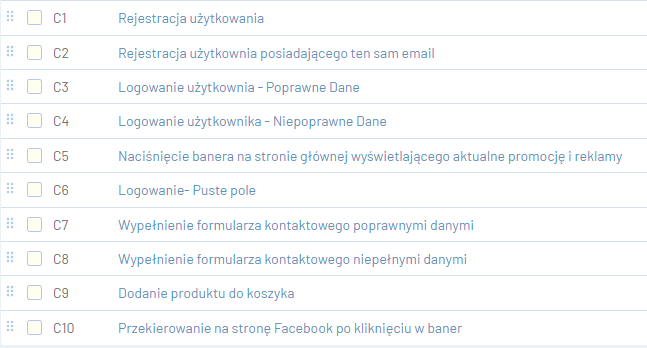 C1 Rejestracja użytkowania
C2 Rejestracja użytkownia posiadającego ten sam email
C3 Logowanie użytkownia - Poprawne Dane
C4 Logowanie użytkownika - Niepoprawne Dane
C5 Naciśnięcie banera na stronie głównej wyświetlającego aktualne promocję i reklamy
C6 Logowanie- Puste pole
C7 Wypełnienie formularza kontaktowego poprawnymi danymi
C8 Wypełnienie formularza kontaktowego niepełnymi danymi
C9 Dodanie produktu do koszyka
C10 Przekierowanie na stronę Facebook po kliknięciu w baner